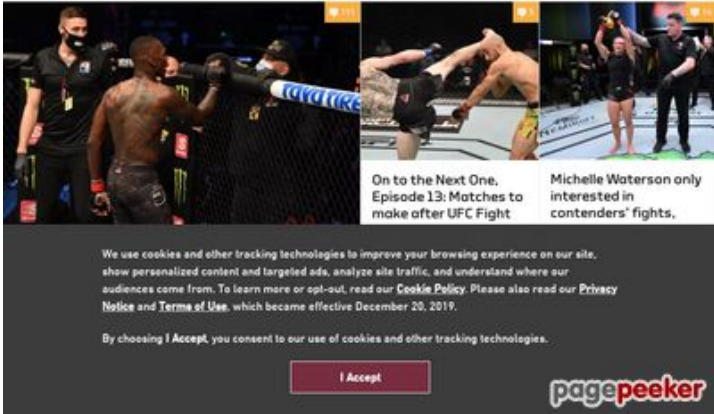 TOYO TIRE
On to the Next One,
Episode 13: Matches to
make after UFC Fight
Michelle Waterson only
interested in
contenders' fights,
We use cookies and other tracking technologies to improve your browsing experience on our site,
show personalized content and targeted ads, analyze site traffic, and understand where our
audiences come from. To learn more or opt-out, read our Cookie Policy. Please also read our Privacy
Notice and Terms of Use, which became effective December 20, 2019.
By choosing I Accept, you consent to our use of cookies and other tracking technologies.
I Accept
pagepeeker